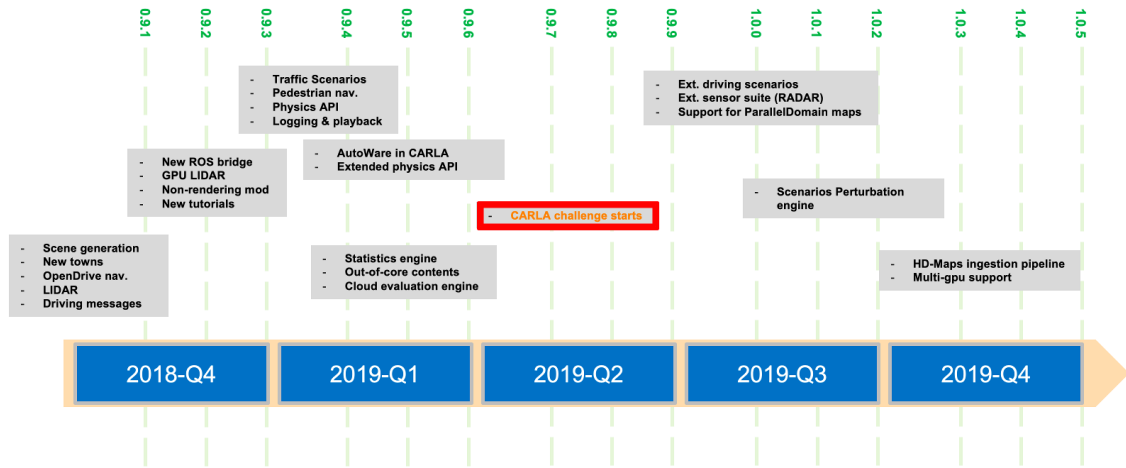 0.9.1
0.9.2
0.9.3
0.9.4
0.9.5
0.9.6
0.9.7
0.9.8
0.9.9
1.0.0
1.0.1
1.0.2
1.0.3
1.0.4
1.0.5
- Traffic Scenarios
- Pedestrian nav.
- Physics API
- Logging & playback
- Ext. driving scenarios
- Ext. sensor suite (RADAR)
- Support for ParallelDomain maps
- New ROS bridge
- GPU LIDAR
- Non-rendering mod
- New tutorials
- AutoWare in CARLA
- Extended physics API
- CARLA challenge starts
- Scenarios Perturbation
engine
- Scene generation
- New towns
- OpenDrive nav.
- LIDAR
- Driving messages
- Statistics engine
- Out-of-core contents
- Cloud evaluation engine
- HD-Maps ingestion pipeline
- Multi-gpu support
2018-Q4
2019-Q1
2019-Q2
2019-Q3
2019-Q4